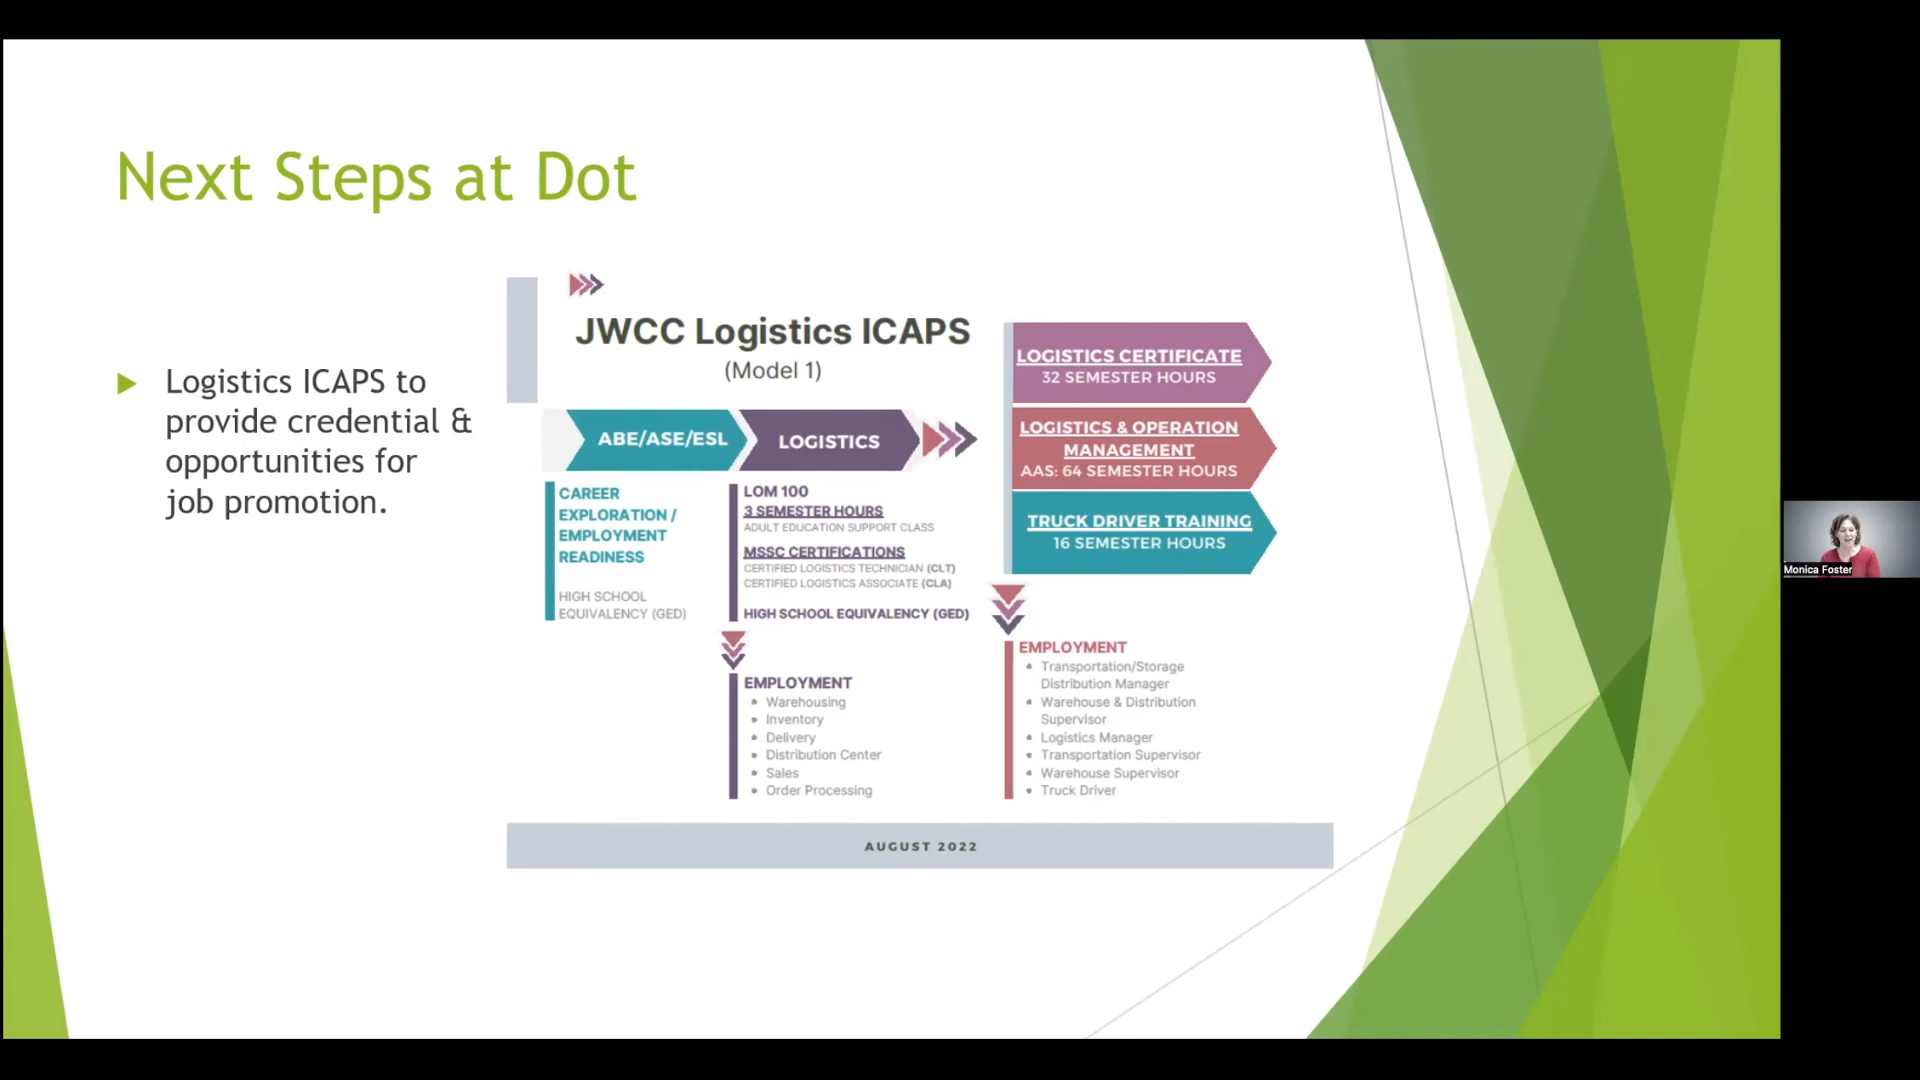 Next Steps at Dot
Logistics ICAPS to
provide credential &
opportunities for
job promotion.
JWCC Logistics ICAPS
(Model 1)
ABE/ASE/ESL
LOGISTICS
CAREER
EXPLORATION /
EMPLOYMENT
READINESS
HIGH SCHOOL
EQUIVALENCY (GED)
LOM 100
3 SEMESTER HOURS
ADULT EDUCATION SUPPORT CLASS
MSSC CERTIFICATIONS
CERTIFIED LOGISTICS TECHNICIAN (CLT)
CERTIFIED LOGISTICS ASSOCIATE (CLA)
HIGH SCHOOL EQUIVALENCY (GED)
EMPLOYMENT
Warehousing
Inventory
Delivery
Distribution Center
Sales
Order Processing
LOGISTICS CERTIFICATE
32 SEMESTER HOURS
LOGISTICS & OPERATION
MANAGEMENT
AAS: 64 SEMESTER HOURS
TRUCK DRIVER TRAINING
16 SEMESTER HOURS
EMPLOYMENT
Transportation/Storage
Distribution Manager
Warehouse & Distribution
Supervisor
Logistics Manager
Transportation Supervisor
Warehouse Supervisor
Truck Driver
AUGUST 2022
Monica Foster